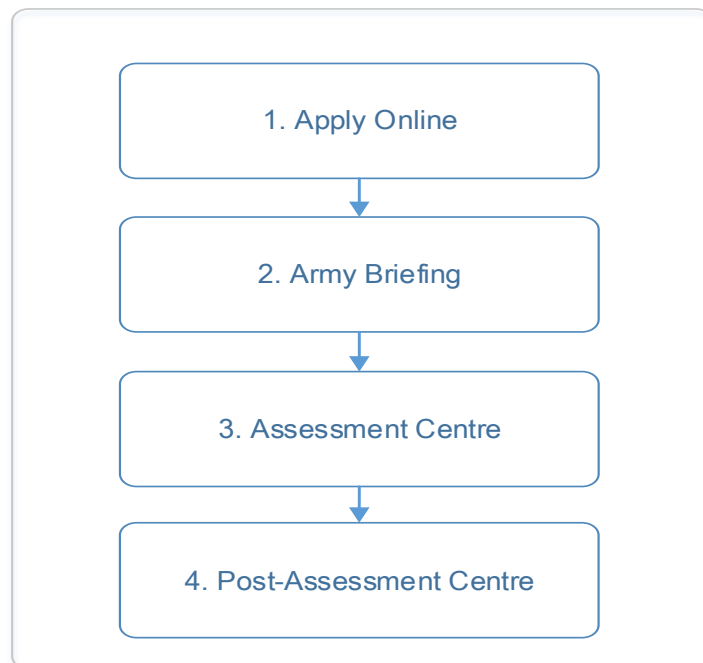 1. Apply Online
2. Army Briefing
3. Assessment Centre
4. Post-Assessment Centre